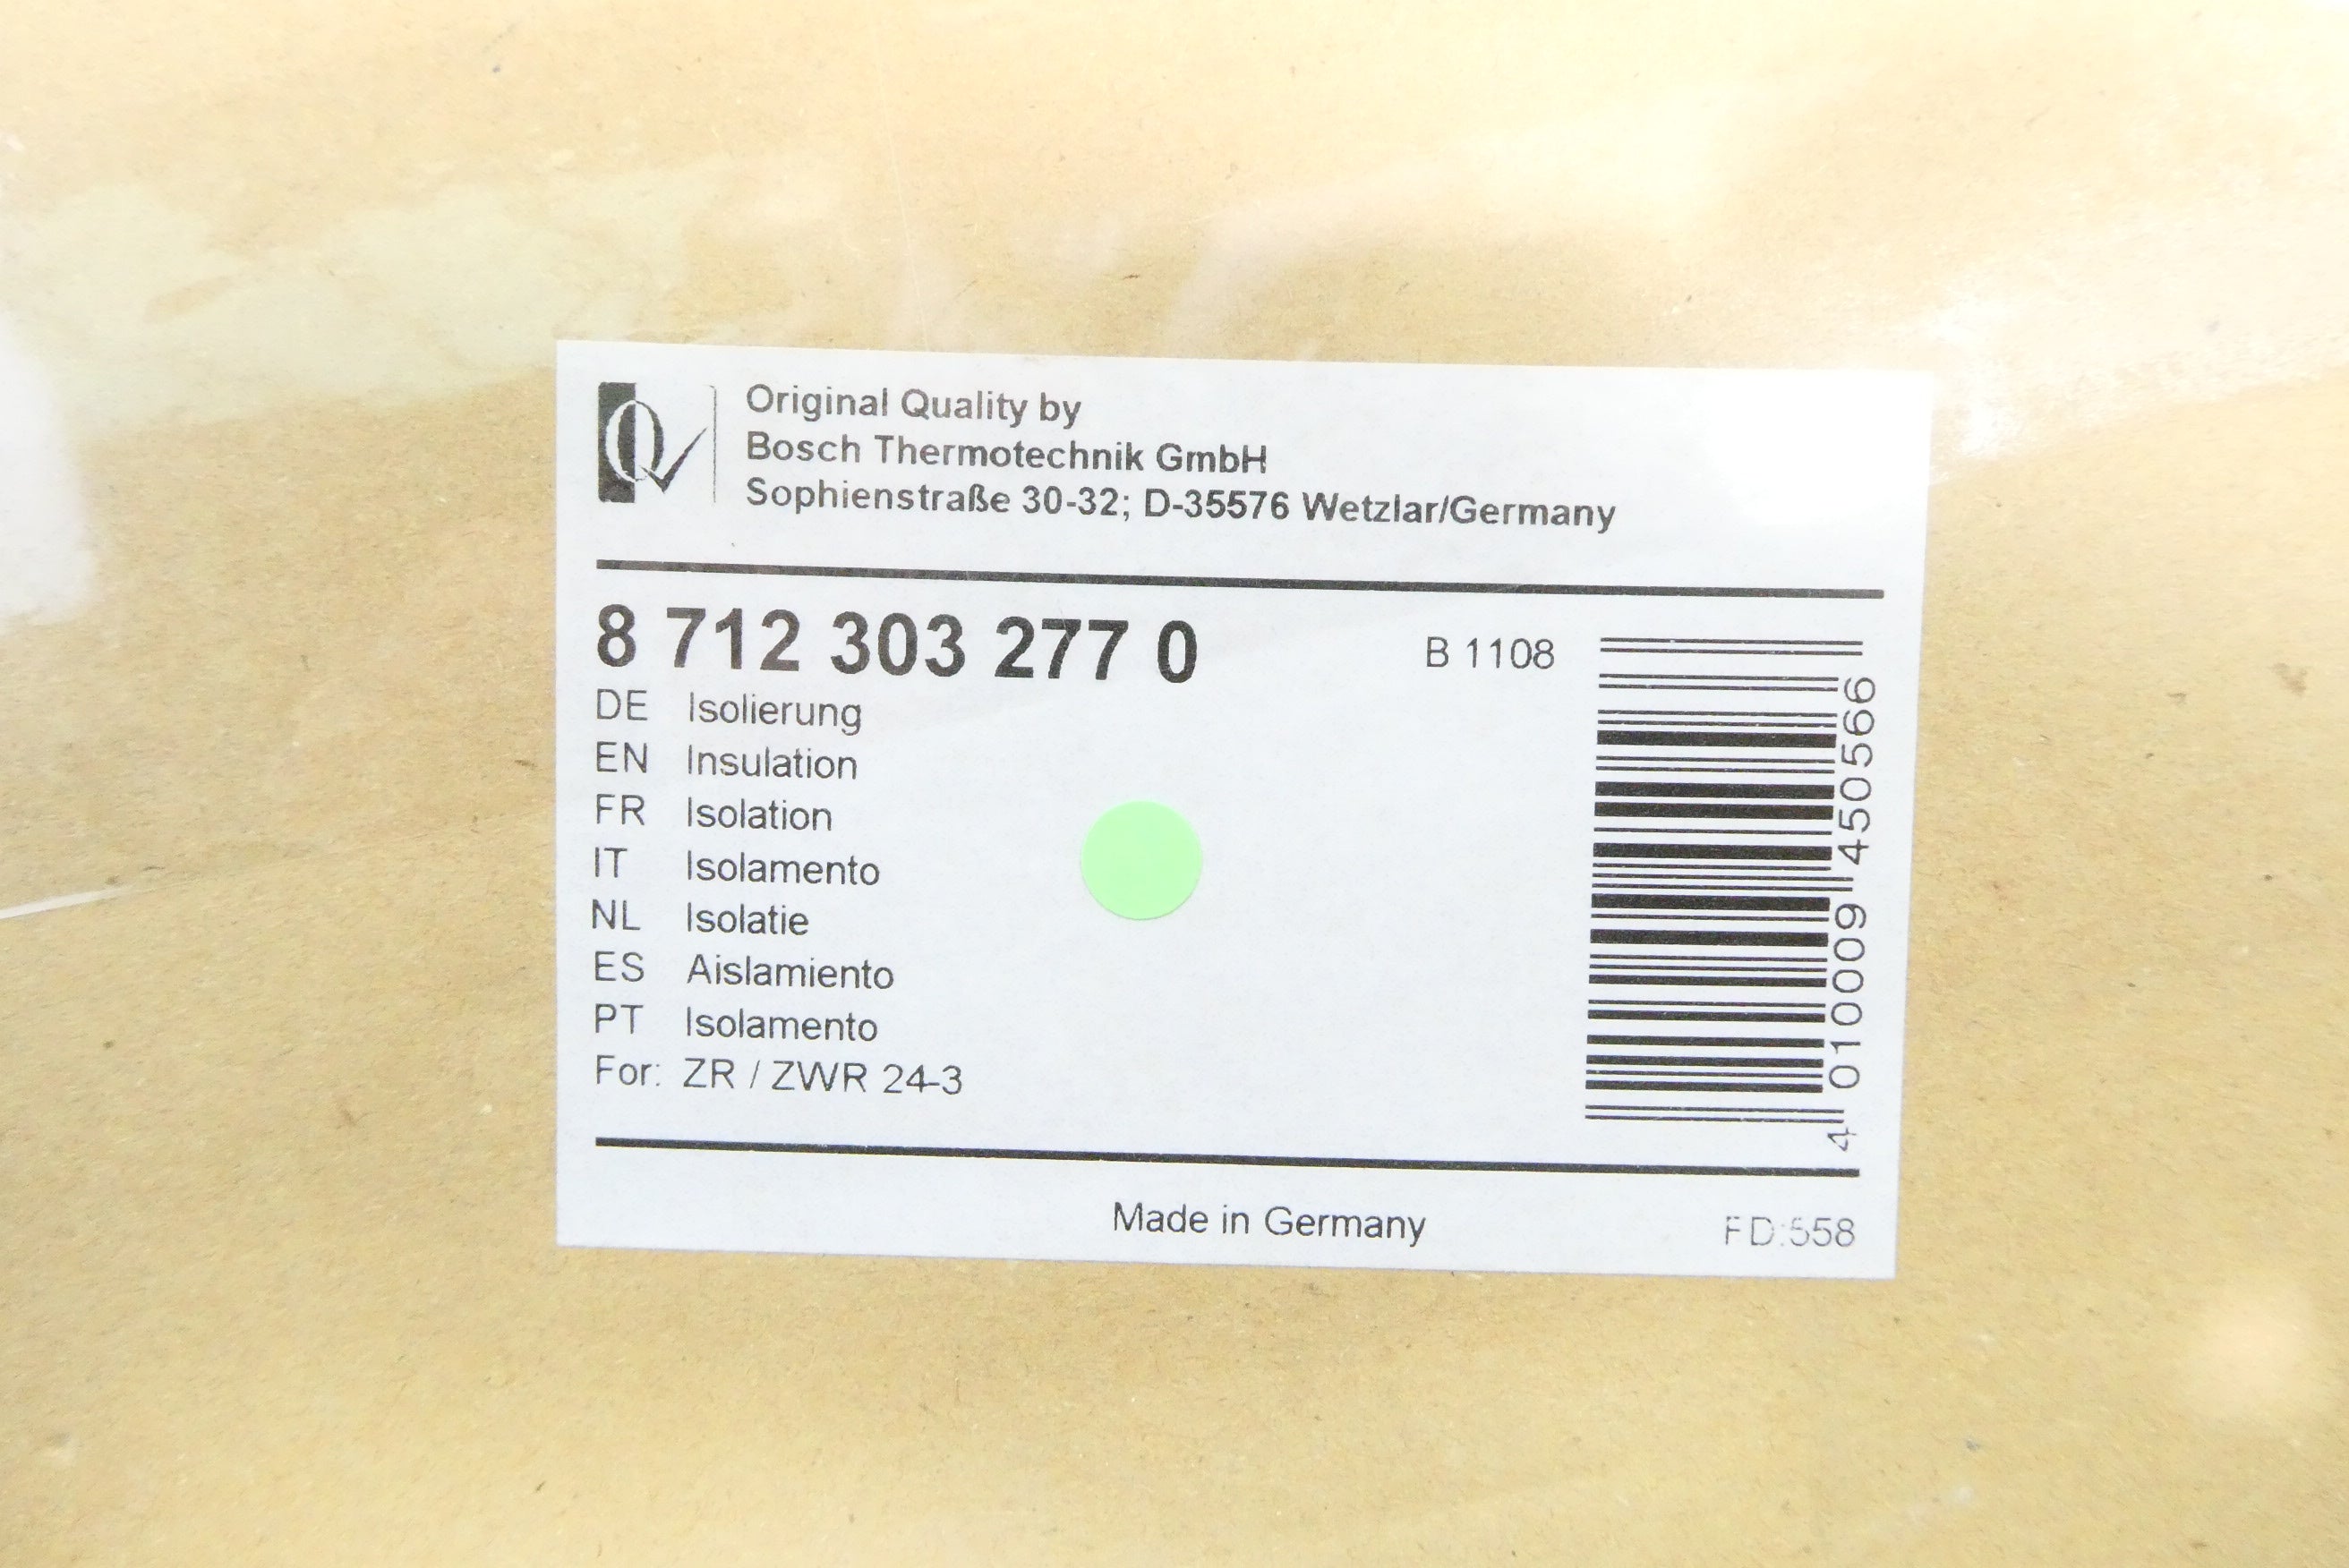 Original Quality by
Bosch Thermotechnik GmbH
Sophienstraße 30-32; D-35576 Wetzlar/Germany
8 712 303 277 0
B 1108
DE Isolierung
EN Insulation
FR Isolation
IT Isolamento
NL Isolatie
ES Aislamiento
PT Isolamento
For: ZR / ZWR 24-3
4 010009 450566
Made in Germany
FD:558